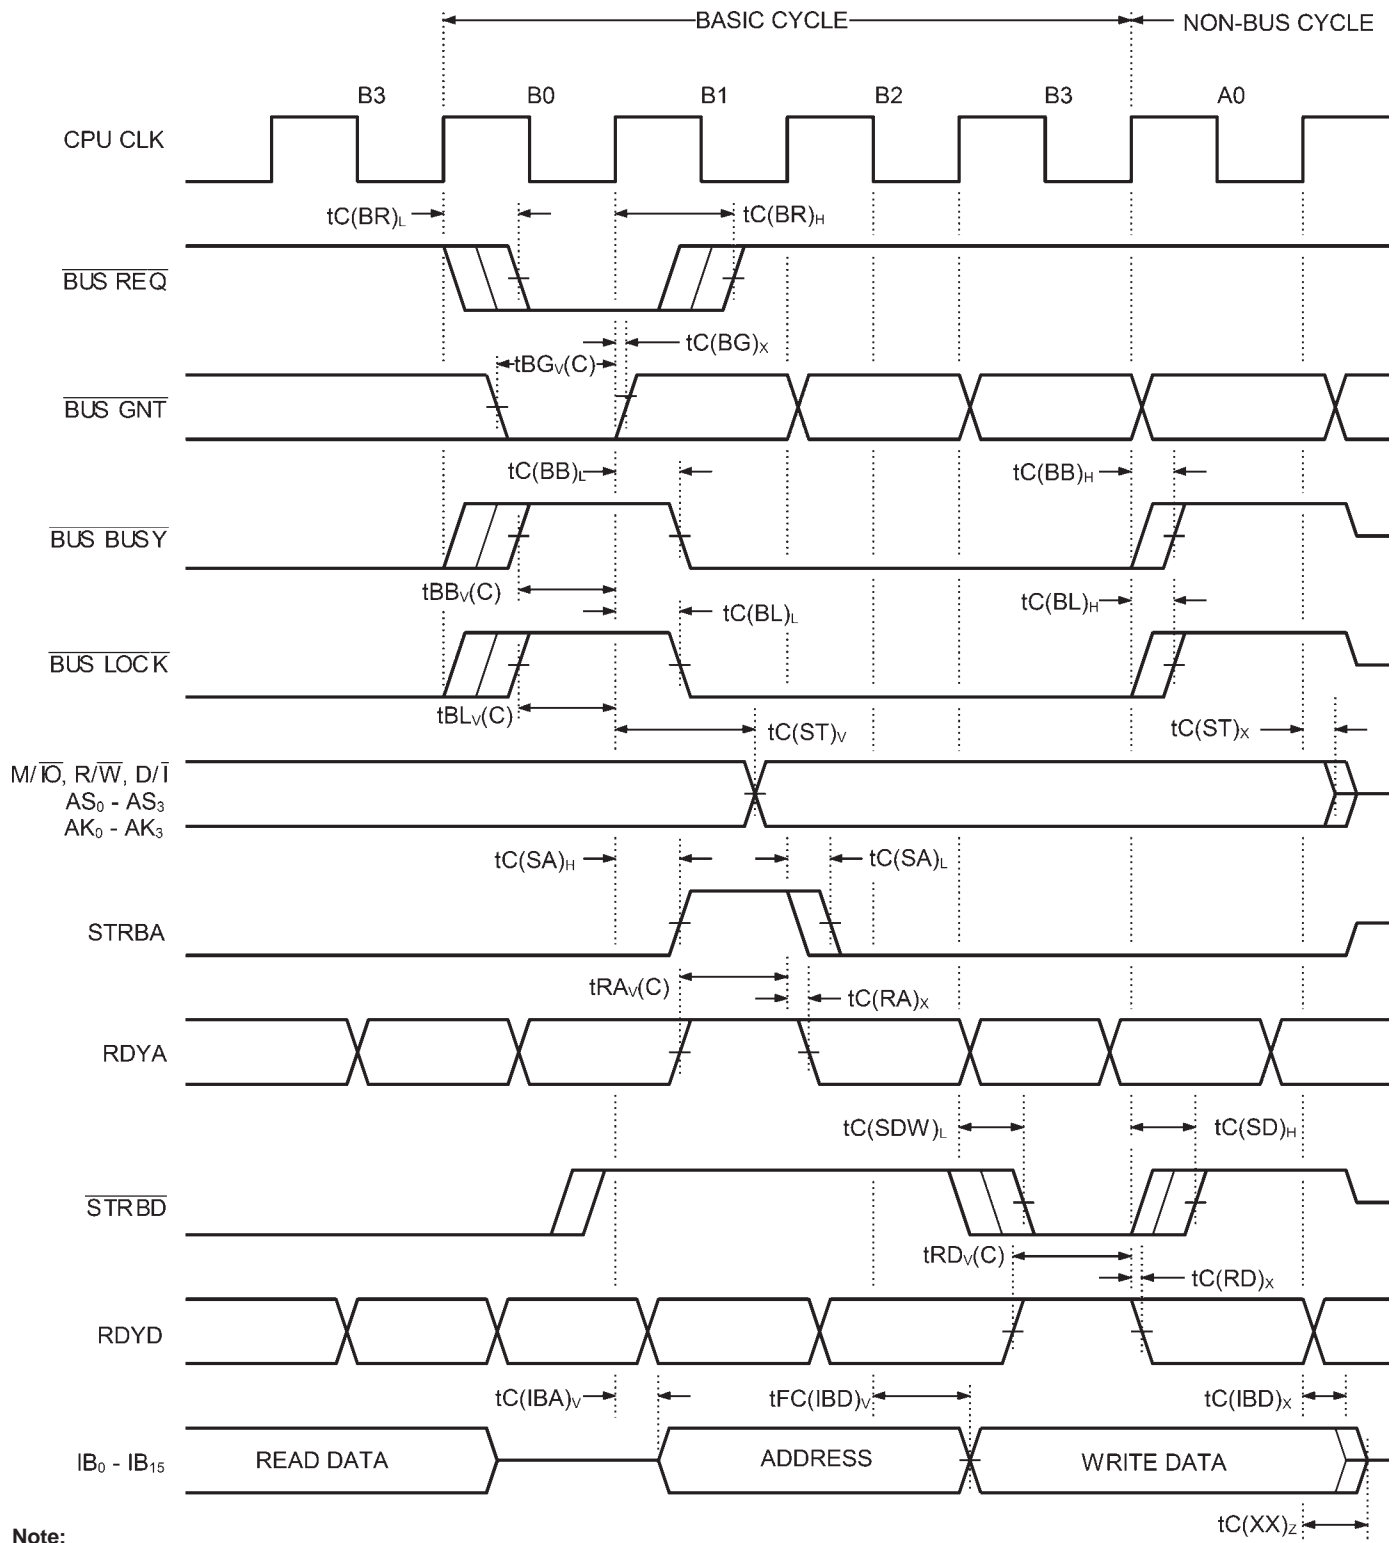 BASIC CYCLE NON-BUS CYCLE
B3 B0 B1 B2 B3 A0
CPU CLK
tC(BR)L tC(BR)H
BUS REQ
tC(BG)X
tBGV(C)
BUS GNT
tC(BB)L tC(BB)H
BUS BUSY
tBBV(C)
tC(BL)L tC(BL)H
BUS LOCK
tBLV(C)
tC(ST)V tC(ST)X
M/IO, R/W, D/I
AS0 - AS3
AK0 - AK3
tC(SA)H tC(SA)L
STRBA
tRAV(C)
tC(RA)X
RDYA
tC(SDW)L tC(SD)H
STRBD
tRDV(C)
tC(RD)X
RDYD
tC(IBA)V tFC(IBD)V tC(IBD)X
IB0 - IB15 READ DATA ADDRESS WRITE DATA
tC(XX)Z
Note: